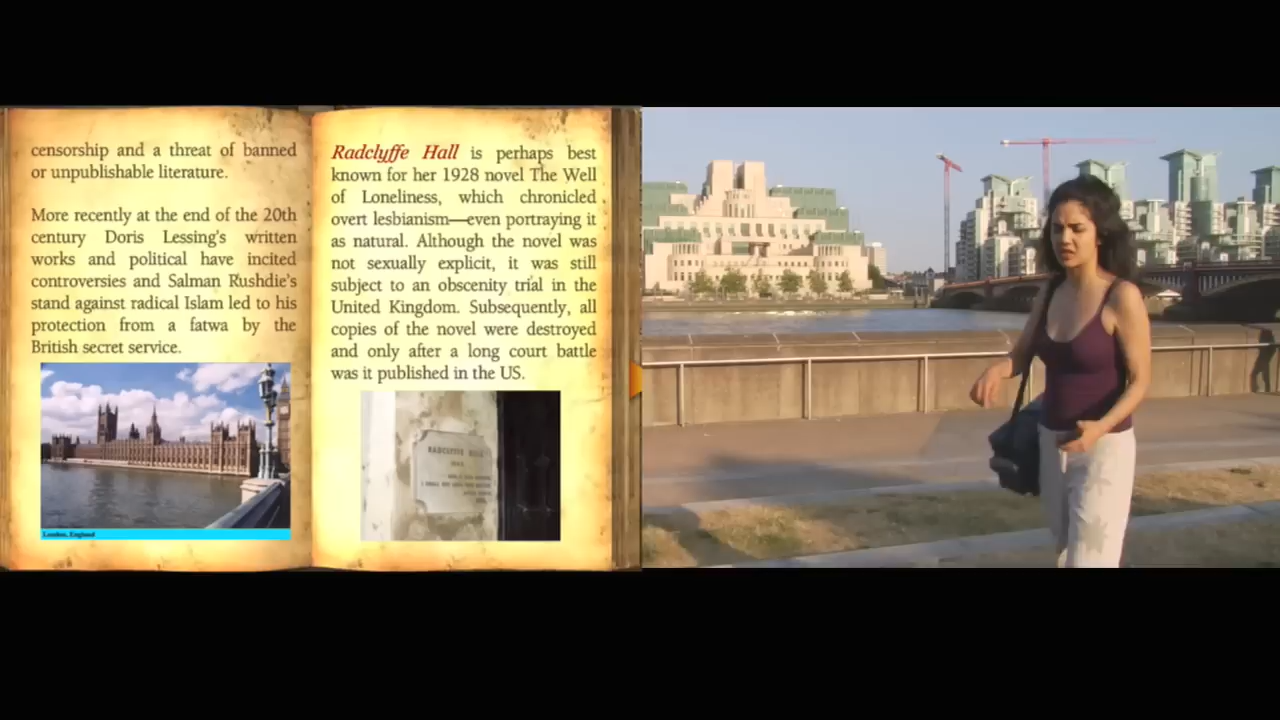 censorship and a threat of banned
or unpublishable literature.
More recently at the end of the 20th
century Doris Lessing's written
works and political have incited
controversies and Salman Rushdie's
stand against radical Islam led to his
protection from a fatwa by the
British secret service.
London, England
Radclyffe Hall is perhaps best
known for her 1928 novel The Well
of Loneliness, which chronicled
overt lesbianism—even portraying it
as natural. Although the novel was
not sexually explicit, it was still
subject to an obscenity trial in the
United Kingdom. Subsequently, all
copies of the novel were destroyed
and only after a long court battle
was it published in the US.
RADCLYFFE HALL